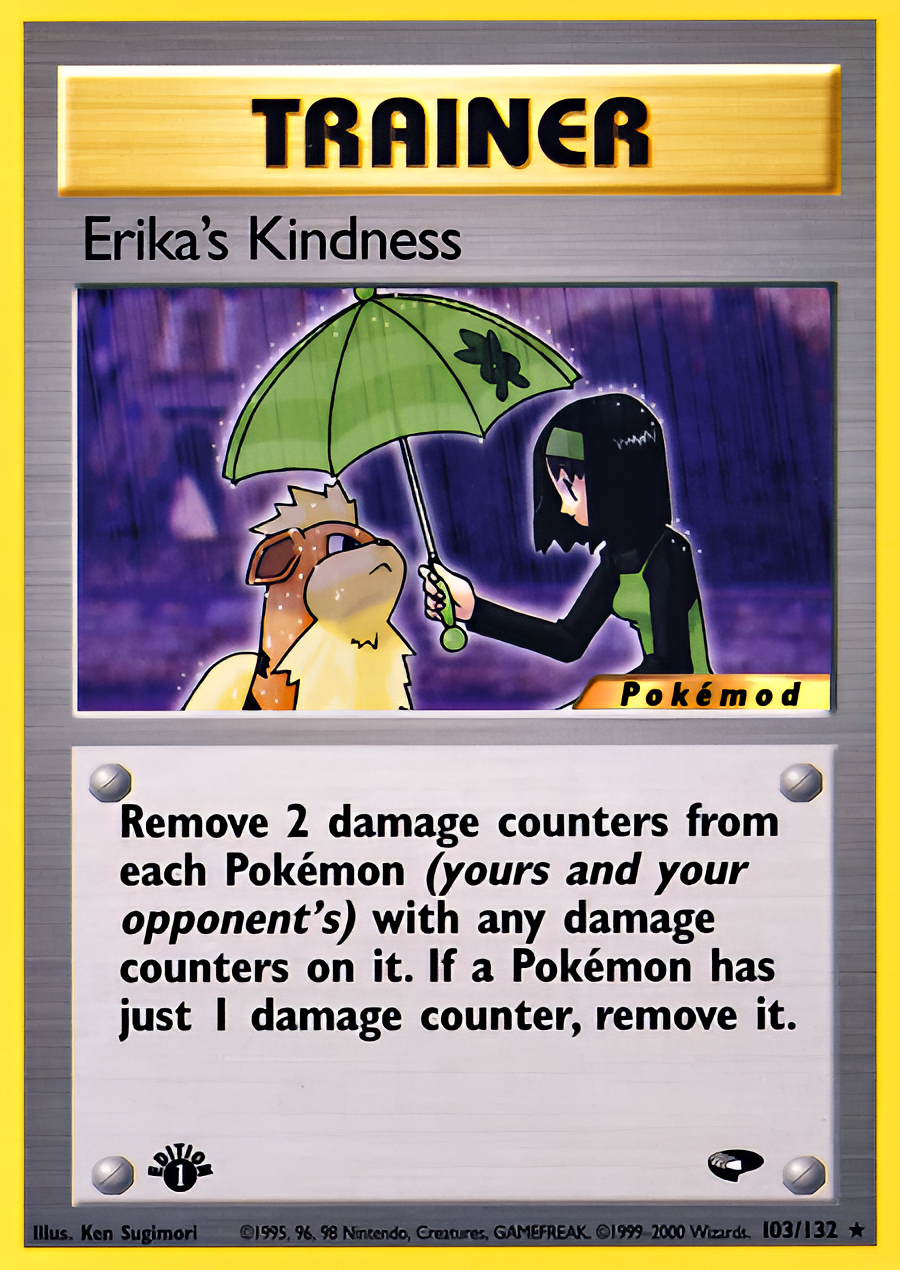 TRAINER
Erika's Kindness
Pokémod
Remove 2 damage counters from
each Pokémon (yours and your
opponent's) with any damage
counters on it. If a Pokémon has
just 1 damage counter, remove it.
EDITION
1
Illus. Ken Sugimori ©1995, 96, 98 Nintendo, Creatures, GAMEFREAK. ©1999-2000 Wizards. 103/132 ★